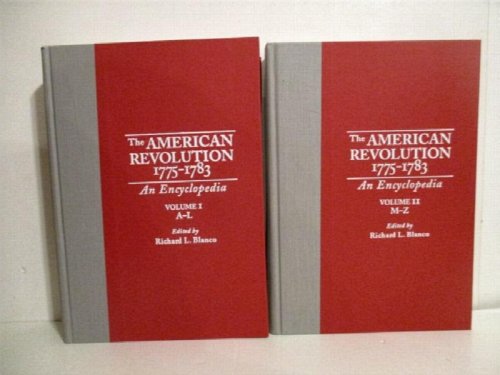 The AMERICAN
REVOLUTION
1775-1783
An Encyclopedia
VOLUME I
A-L
Edited by
Richard L. Blanco
The AMERICAN
REVOLUTION
1775-1783
An Encyclopedia
VOLUME II
M-Z
Edited by
Richard L. Blanco